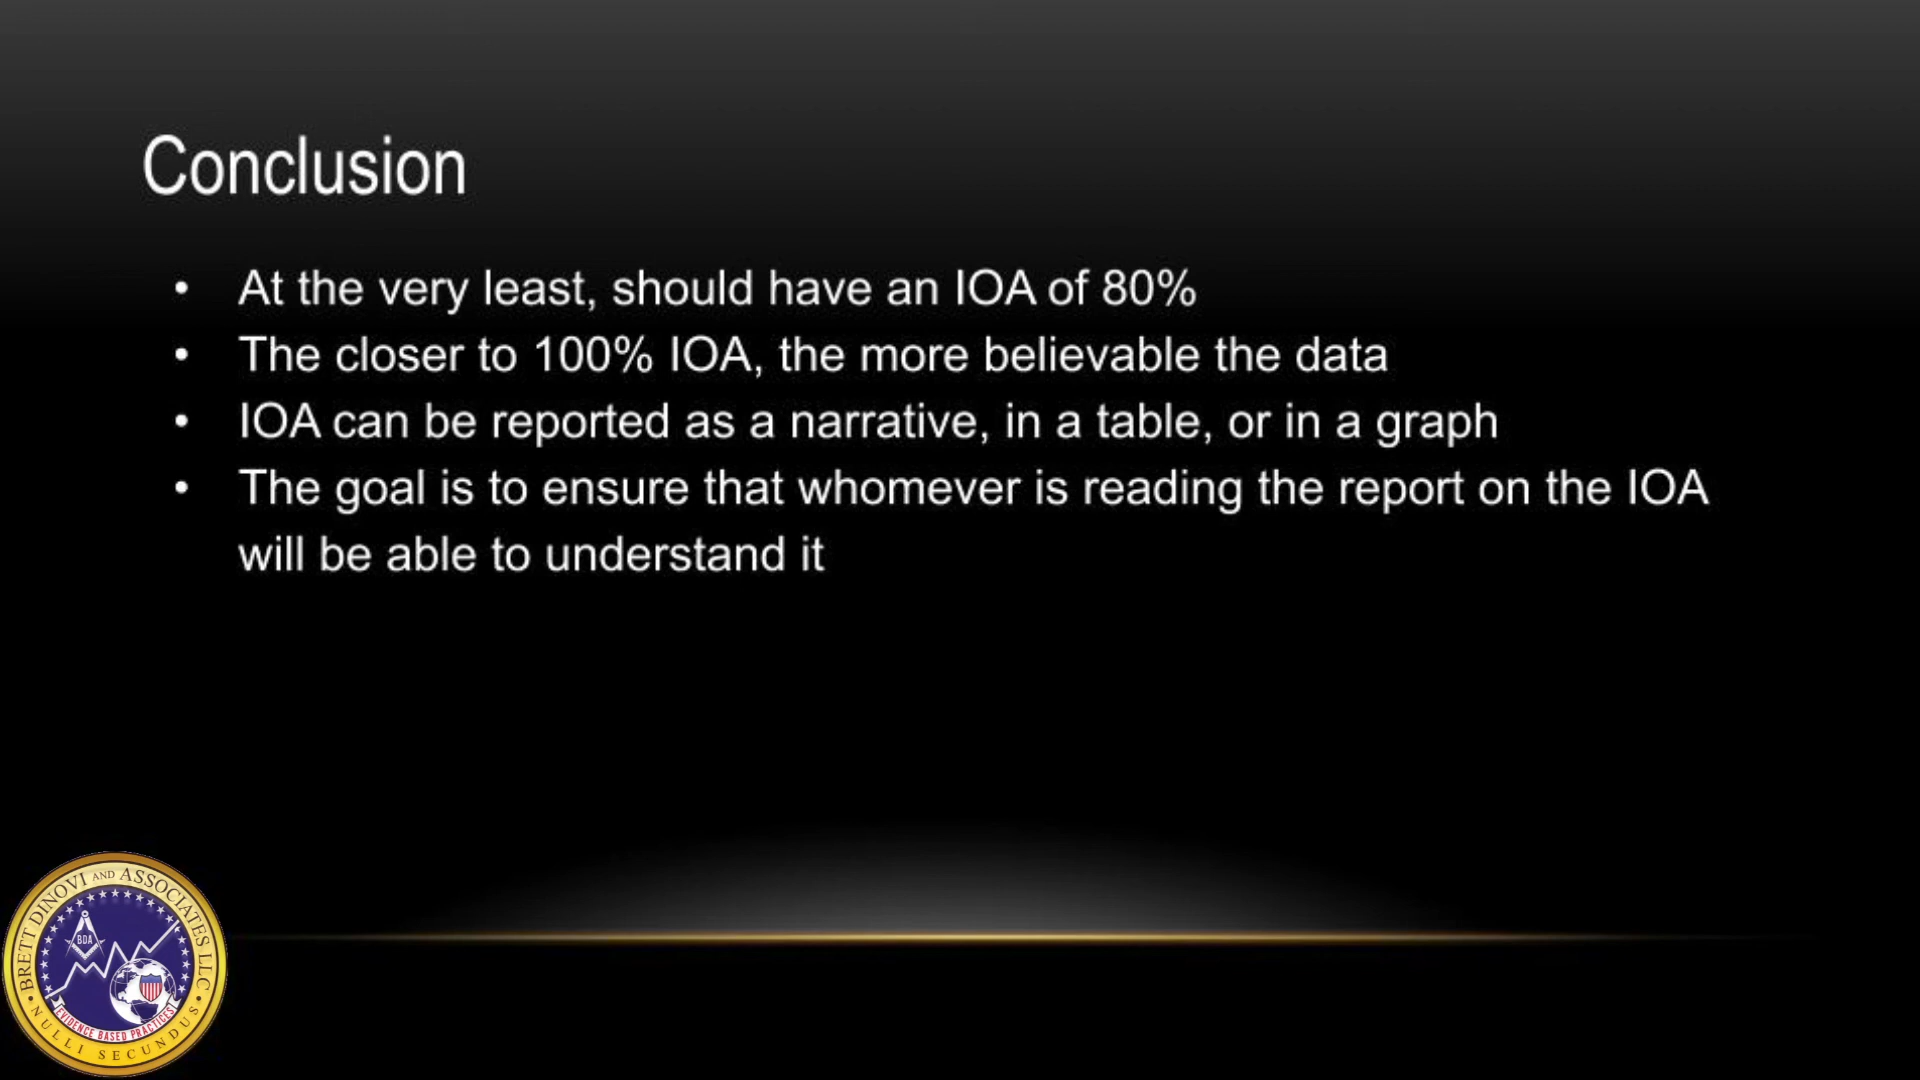 Conclusion
• At the very least, should have an IOA of 80%
• The closer to 100% IOA, the more believable the data
• IOA can be reported as a narrative, in a table, or in a graph
• The goal is to ensure that whomever is reading the report on the IOA
will be able to understand it
BRETT DINOVI AND ASSOCIATES LLC
BDA
EVIDENCE BASED PRACTICES
• NULLI SECUNDUS •